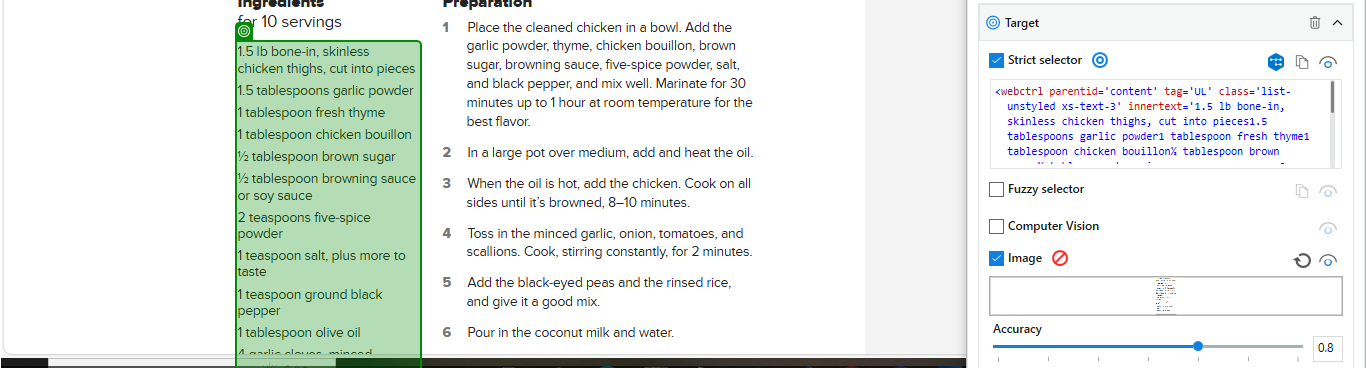 Ingredients
for 10 servings
1.5 lb bone-in, skinless
chicken thighs, cut into pieces
1.5 tablespoons garlic powder
1 tablespoon fresh thyme
1 tablespoon chicken bouillon
½ tablespoon brown sugar
½ tablespoon browning sauce
or soy sauce
2 teaspoons five-spice
powder
1 teaspoon salt, plus more to
taste
1 teaspoon ground black
pepper
1 tablespoon olive oil
4 garlic cloves, minced
Preparation
1 Place the cleaned chicken in a bowl. Add the
garlic powder, thyme, chicken bouillon, brown
sugar, browning sauce, five-spice powder, salt,
and black pepper, and mix well. Marinate for 30
minutes up to 1 hour at room temperature for the
best flavor.
2 In a large pot over medium, add and heat the oil.
3 When the oil is hot, add the chicken. Cook on all
sides until it's browned, 8–10 minutes.
4 Toss in the minced garlic, onion, tomatoes, and
scallions. Cook, stirring constantly, for 2 minutes.
5 Add the black-eyed peas and the rinsed rice,
and give it a good mix.
6 Pour in the coconut milk and water.
Target
Strict selector
<webctrl parentid='content' tag='UL' class='list-
unstyled xs-text-3' innertext='1.5 lb bone-in,
skinless chicken thighs, cut into pieces1.5
tablespoons garlic powder1 tablespoon fresh thyme1
tablespoon chicken bouillon½ tablespoon brown
Fuzzy selector
Computer Vision
Image
Accuracy
0.8